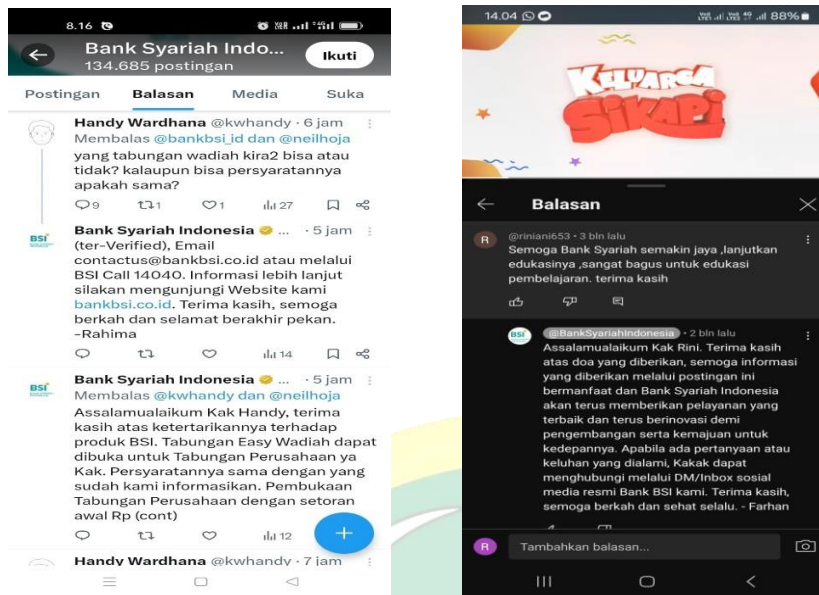 8.16
Bank Syariah Indo...
134.685 postingan
Ikuti
Postingan Balasan Media Suka
Handy Wardhana @kwhandy · 6 jam
Membalas @bankbsi_id dan @neilhoja
yang tabungan wadiah kira2 bisa atau
tidak? kalaupun bisa persyaratannya
apakah sama?
9 1 1 27
BSI
Bank Syariah Indonesia ... · 5 jam
(ter-Verified), Email
contactus@bankbsi.co.id atau melalui
BSI Call 14040. Informasi lebih lanjut
silakan mengunjungi Website kami
bankbsi.co.id. Terima kasih, semoga
berkah dan selamat berakhir pekan.
-Rahima
14
BSI
Bank Syariah Indonesia ... · 5 jam
Membalas @kwhandy dan @neilhoja
Assalamualaikum Kak Handy, terima
kasih atas ketertarikannya terhadap
produk BSI. Tabungan Easy Wadiah dapat
dibuka untuk Tabungan Perusahaan ya
Kak. Persyaratannya sama dengan yang
sudah kami informasikan. Pembukaan
Tabungan Perusahaan dengan setoran
awal Rp (cont)
12
Handy Wardhana @kwhandy · 7 jam
14.04
88%
KELUARGA
SIKAPI
Balasan
R
@riniani653 · 3 bln lalu
Semoga Bank Syariah semakin jaya ,lanjutkan
edukasinya ,sangat bagus untuk edukasi
pembelajaran. terima kasih
BSI
@BankSyariahIndonesia · 2 bln lalu
Assalamualaikum Kak Rini. Terima kasih
atas doa yang diberikan, semoga informasi
yang diberikan melalui postingan ini
bermanfaat dan Bank Syariah Indonesia
akan terus memberikan pelayanan yang
terbaik dan terus berinovasi demi
pengembangan serta kemajuan untuk
kedepannya. Apabila ada pertanyaan atau
keluhan yang dialami, Kakak dapat
menghubungi melalui DM/Inbox sosial
media resmi Bank BSI kami. Terima kasih,
semoga berkah dan sehat selalu. - Farhan
R
Tambahkan balasan...